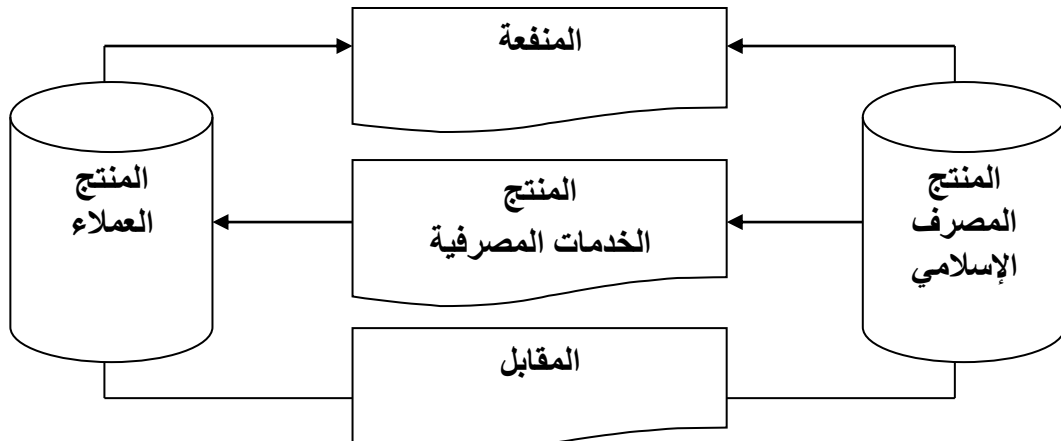 المنفعة
المنتج
المصرف
الإسلامي
المنتج
الخدمات المصرفية
المنتج
العملاء
المقابل